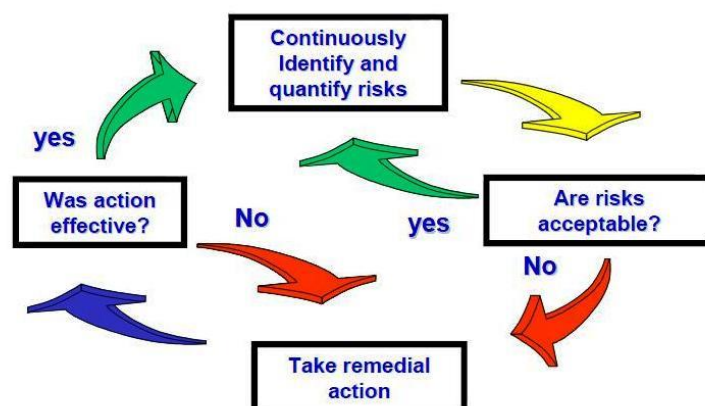 Continuously
Identify and
quantify risks
yes
Was action
effective?
No
yes
Are risks
acceptable?
No
Take remedial
action